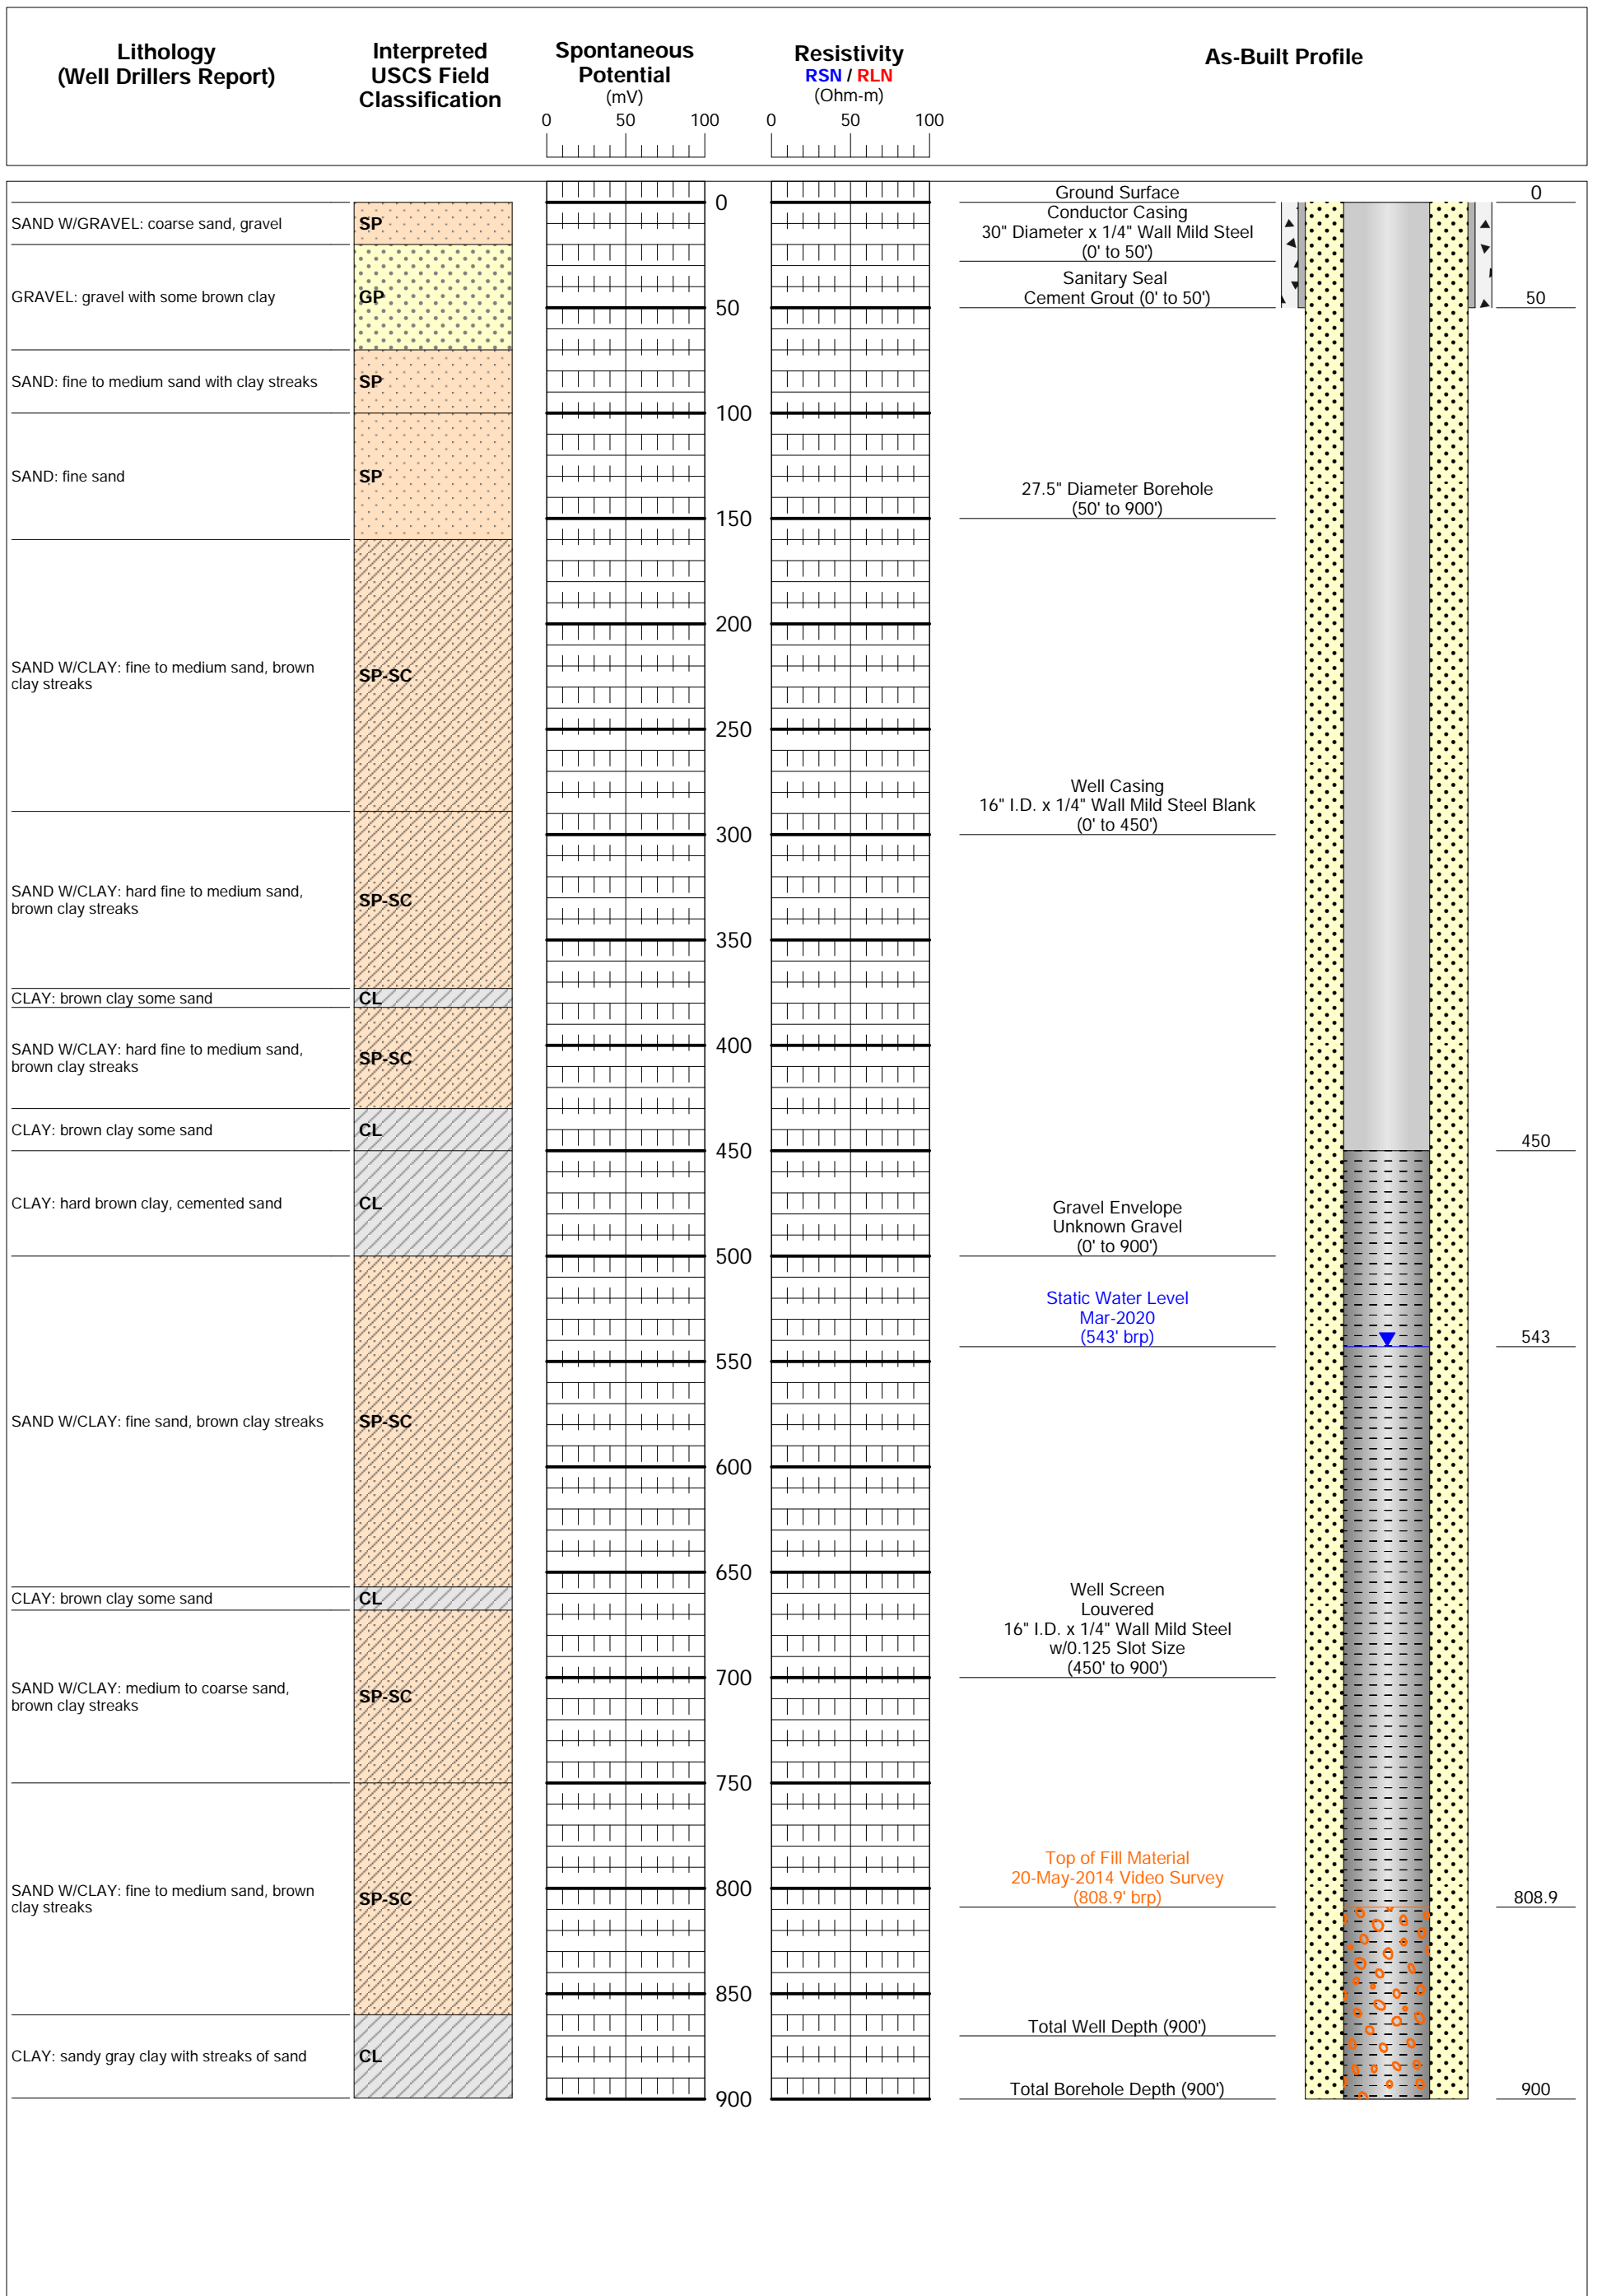 Lithology
(Well Drillers Report)
Interpreted
USCS Field
Classification
Spontaneous
Potential
(mV)
0 50 100
Resistivity
RSN / RLN
(Ohm-m)
0 50 100
As-Built Profile
SAND W/GRAVEL: coarse sand, gravel
GRAVEL: gravel with some brown clay
SAND: fine to medium sand with clay streaks
SAND: fine sand
SAND W/CLAY: fine to medium sand, brown
clay streaks
SAND W/CLAY: hard fine to medium sand,
brown clay streaks
CLAY: brown clay some sand
SAND W/CLAY: hard fine to medium sand,
brown clay streaks
CLAY: brown clay some sand
CLAY: hard brown clay, cemented sand
SAND W/CLAY: fine sand, brown clay streaks
CLAY: brown clay some sand
SAND W/CLAY: medium to coarse sand,
brown clay streaks
SAND W/CLAY: fine to medium sand, brown
clay streaks
CLAY: sandy gray clay with streaks of sand
SP
GP
SP
SP
SP-SC
SP-SC
CL
SP-SC
CL
CL
SP-SC
CL
SP-SC
SP-SC
CL
0
50
100
150
200
250
300
350
400
450
500
550
600
650
700
750
800
850
900
Ground Surface
Conductor Casing
30" Diameter x 1/4" Wall Mild Steel
(0' to 50')
Sanitary Seal
Cement Grout (0' to 50')
27.5" Diameter Borehole
(50' to 900')
Well Casing
16" I.D. x 1/4" Wall Mild Steel Blank
(0' to 450')
Gravel Envelope
Unknown Gravel
(0' to 900')
Static Water Level
Mar-2020
(543' brp)
Well Screen
Louvered
16" I.D. x 1/4" Wall Mild Steel
w/0.125 Slot Size
(450' to 900')
Top of Fill Material
20-May-2014 Video Survey
(808.9' brp)
Total Well Depth (900')
Total Borehole Depth (900')
0
50
450
543
808.9
900